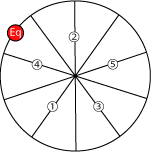 Eq
②
④ ⑤
① ③